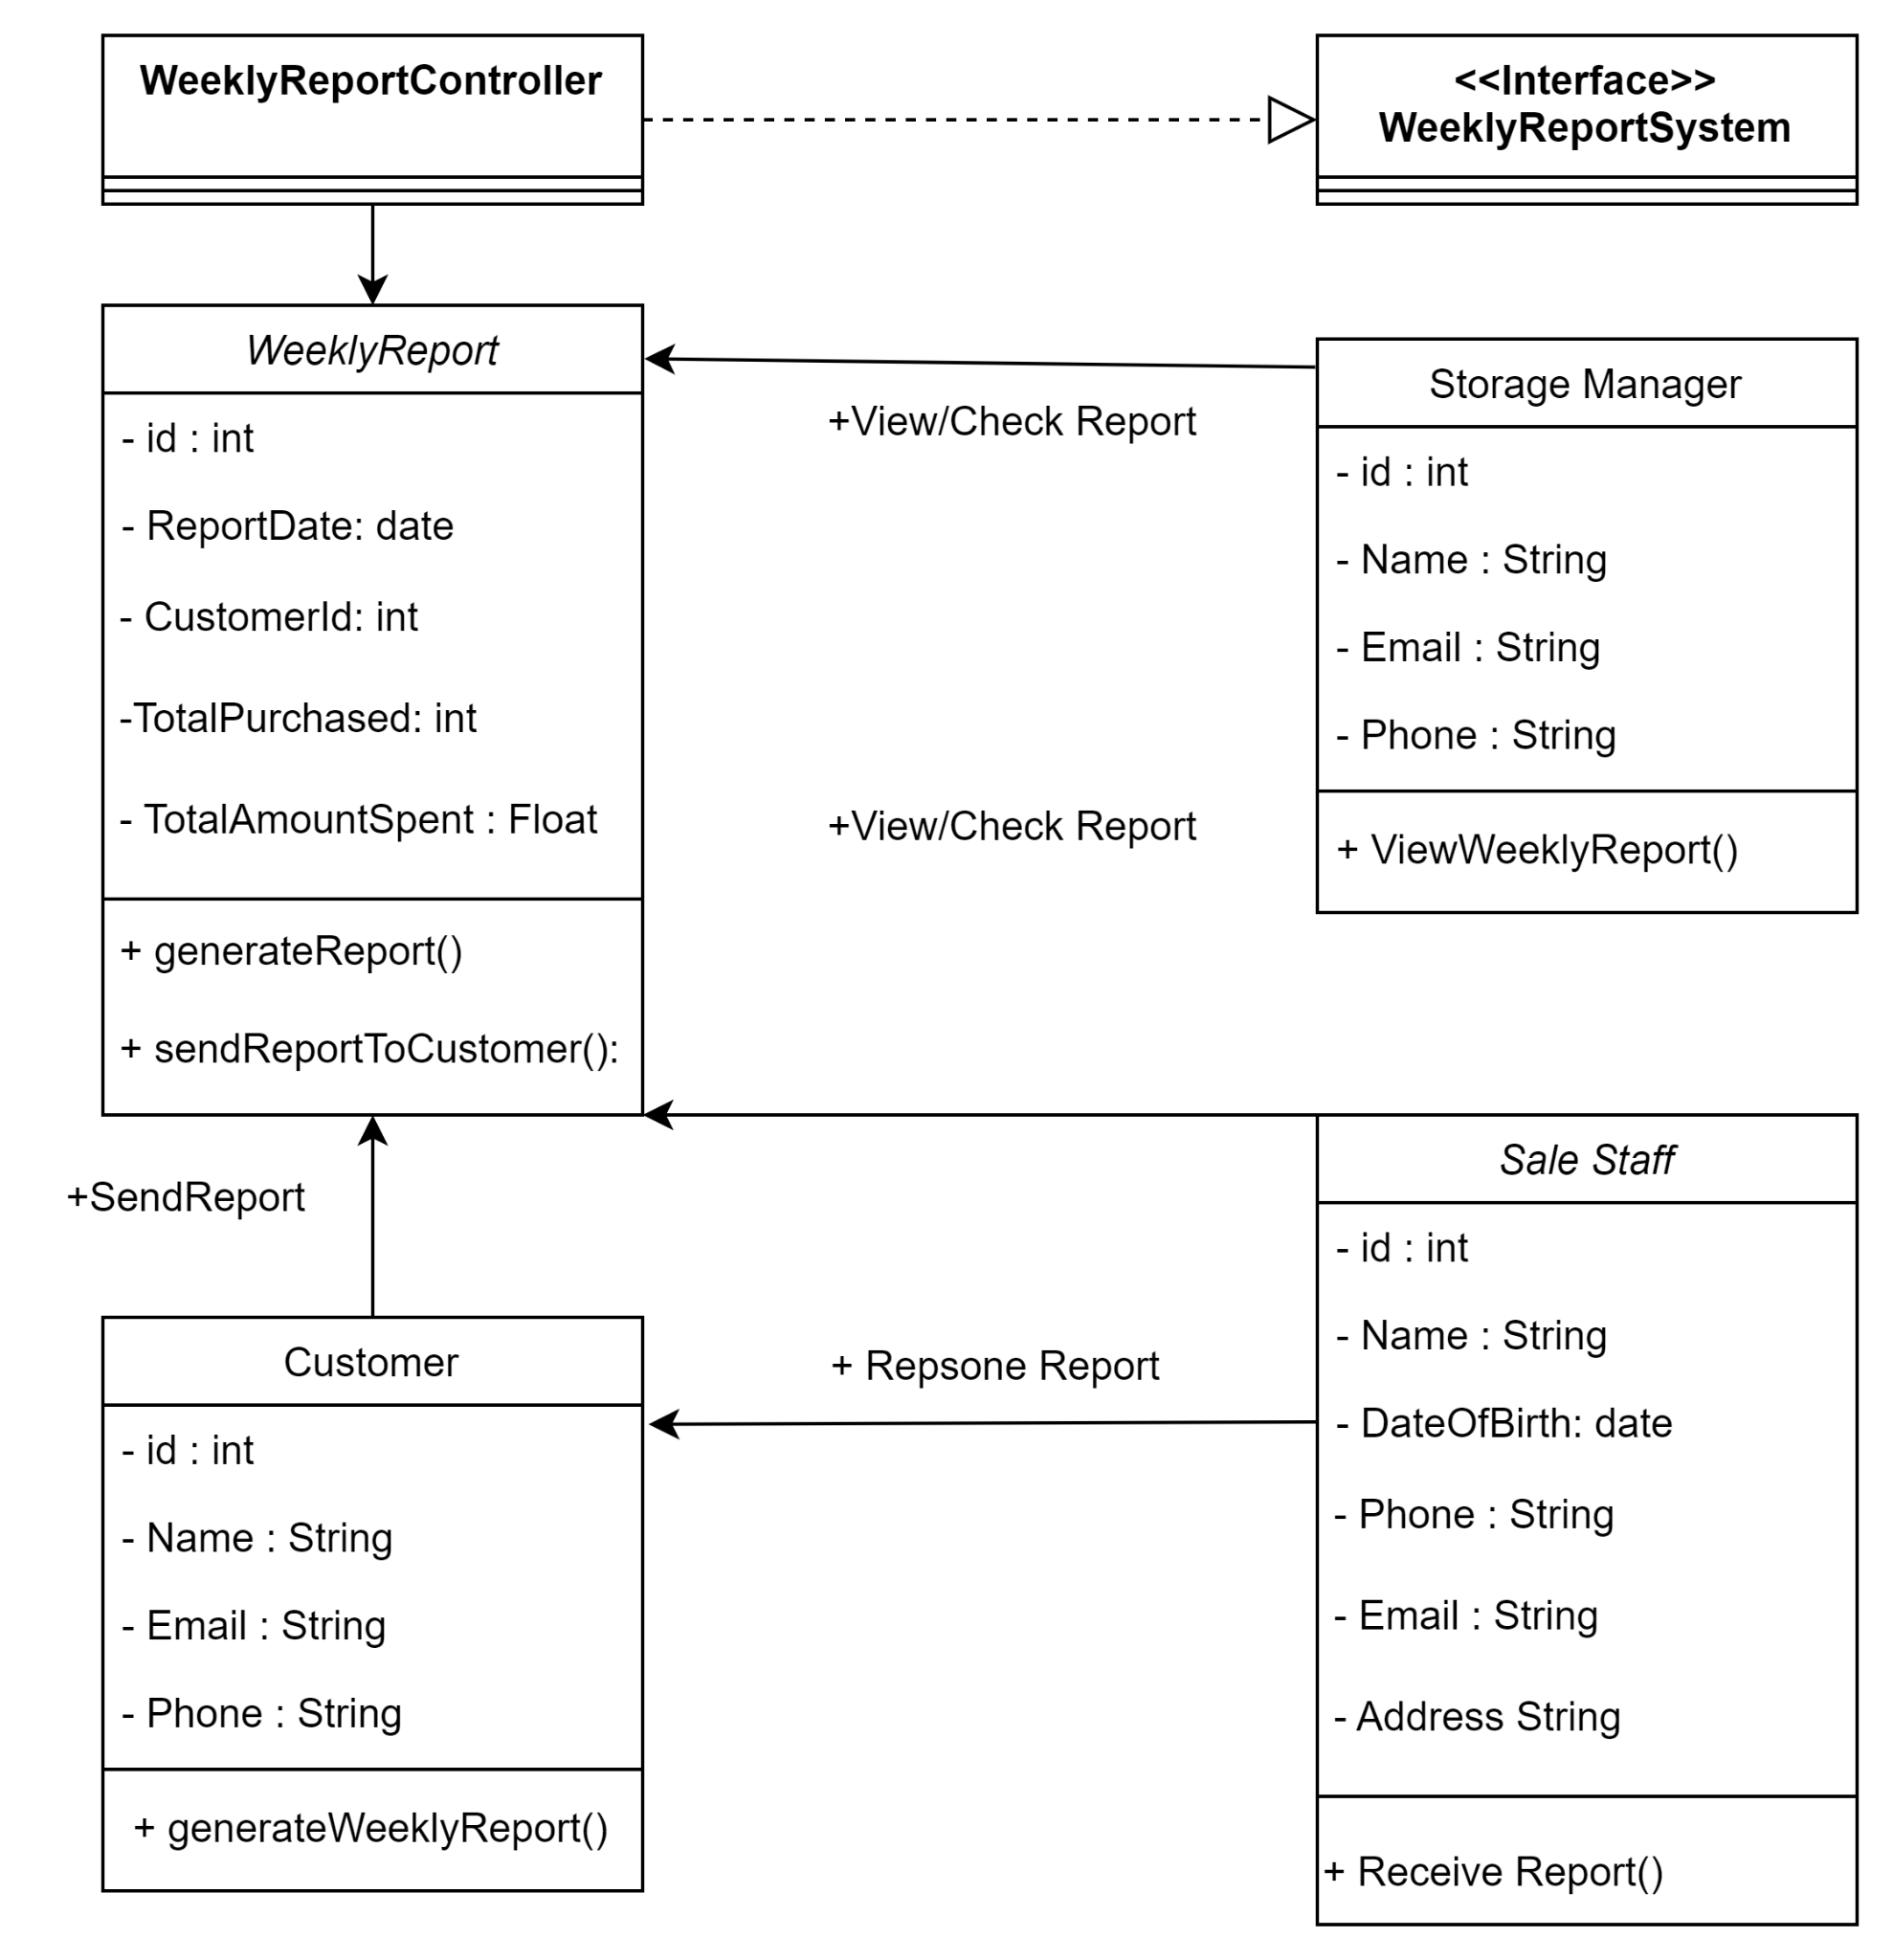 WeeklyReportController
<<Interface>>
WeeklyReportSystem
WeeklyReport
- id : int
- ReportDate: date
- CustomerId: int
-TotalPurchased: int
- TotalAmountSpent : Float
+ generateReport()
+ sendReportToCustomer():
+View/Check Report
+View/Check Report
Storage Manager
- id : int
- Name : String
- Email : String
- Phone : String
+ ViewWeeklyReport()
+SendReport
Customer
- id : int
- Name : String
- Email : String
- Phone : String
+ generateWeeklyReport()
+ Repsone Report
Sale Staff
- id : int
- Name : String
- DateOfBirth: date
- Phone : String
- Email : String
- Address String
+ Receive Report()